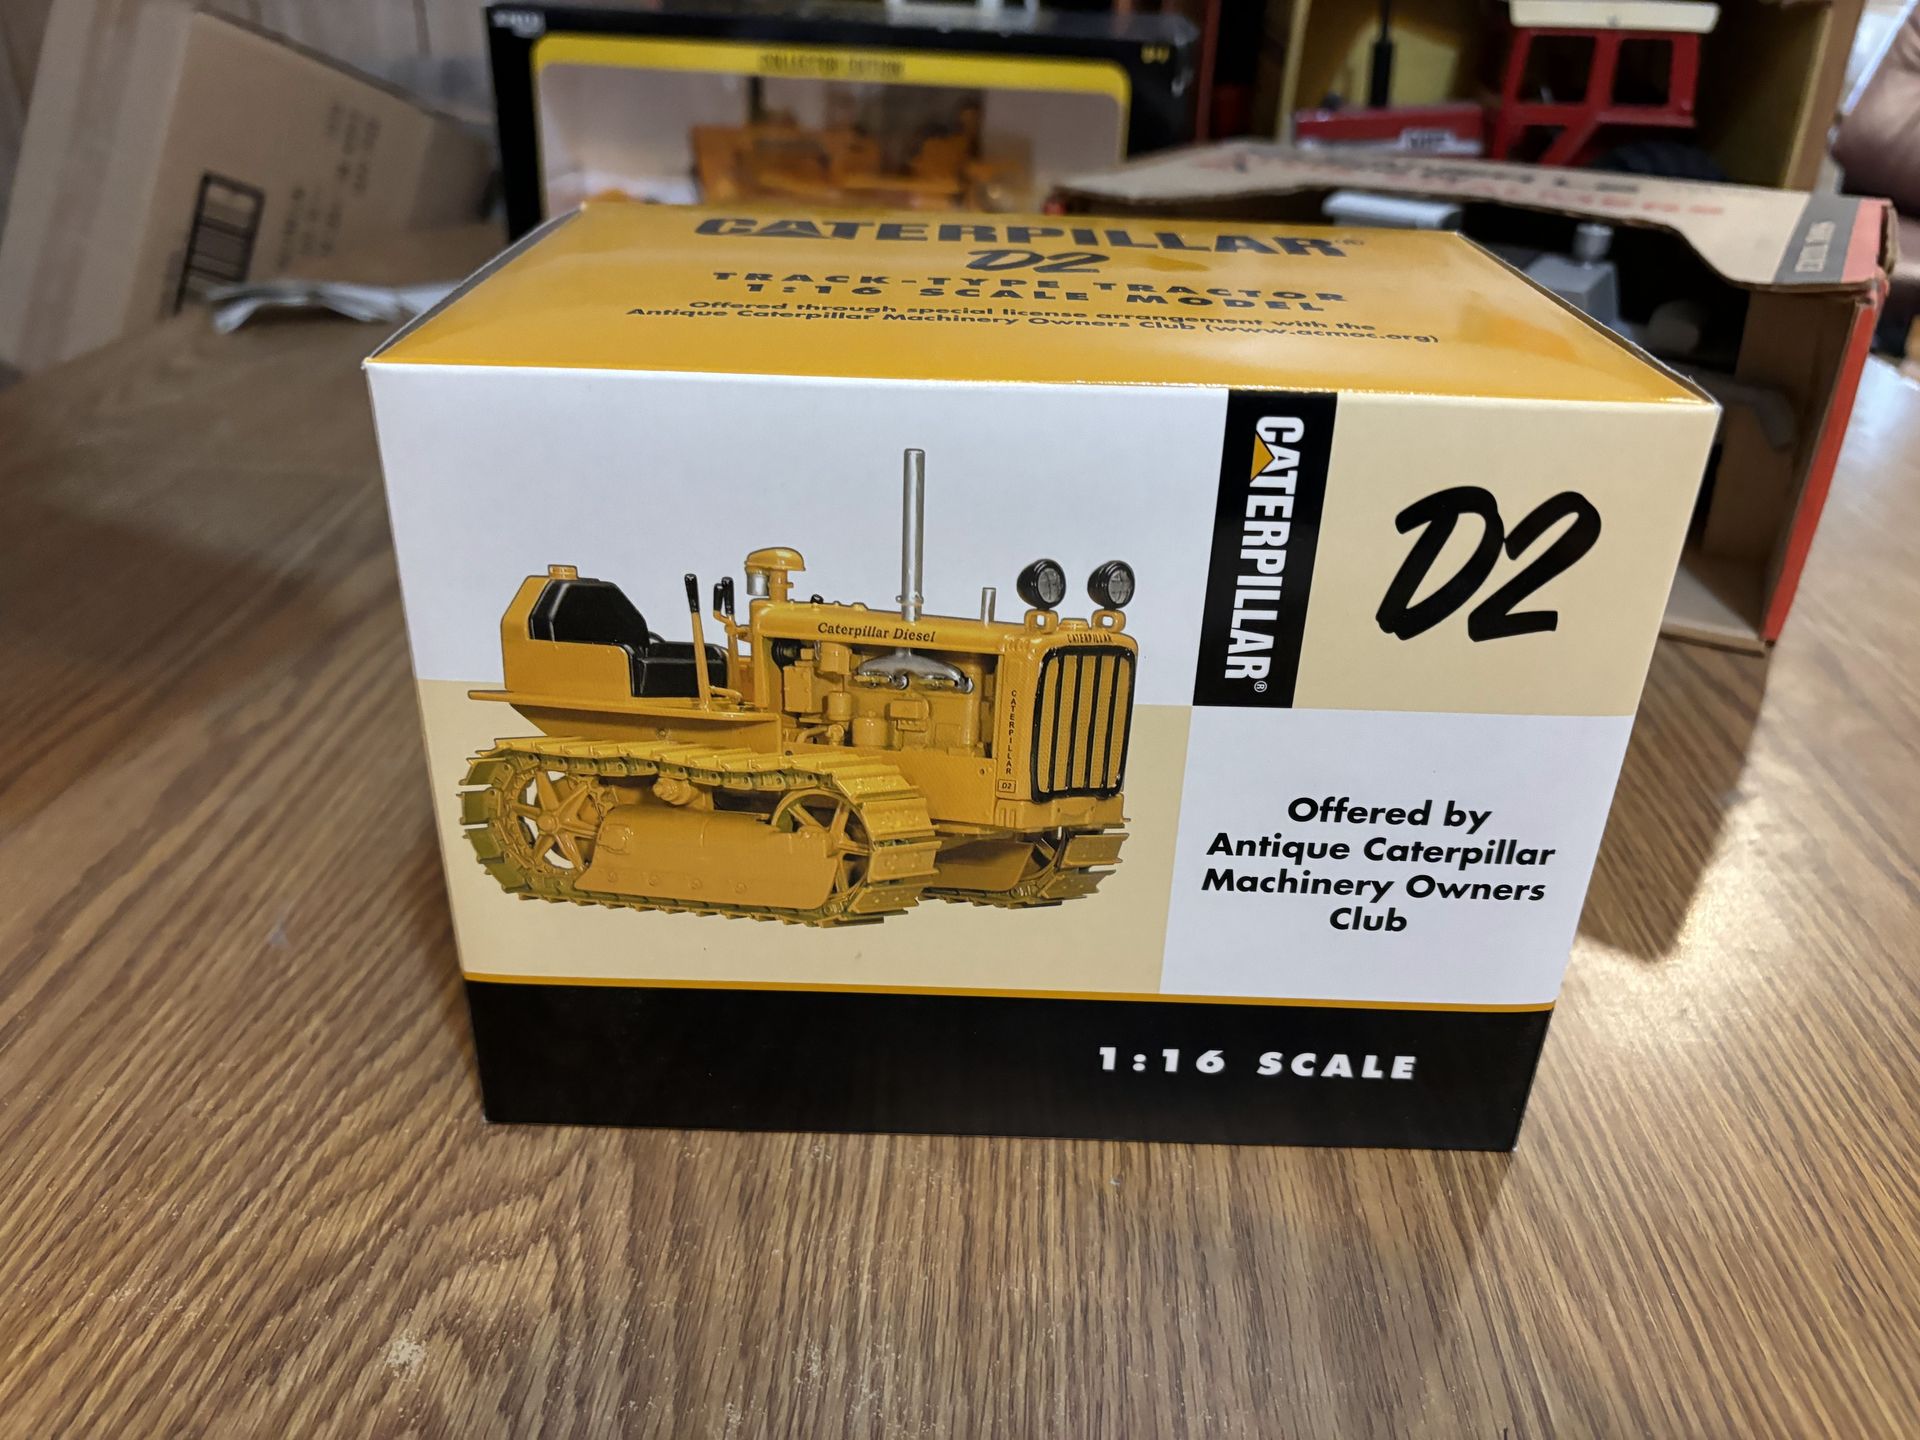 COLLECTOR EDITION
CATERPILLAR®
D2
TRACK-TYPE TRACTOR
1:16 SCALE MODEL
Offered through special license arrangement with the
Antique Caterpillar Machinery Owners Club (www.acmoc.org)
CATERPILLAR®
D2
Caterpillar Diesel
CATERPILLAR
CATERPILLAR
D2
Offered by
Antique Caterpillar
Machinery Owners
Club
1:16 SCALE